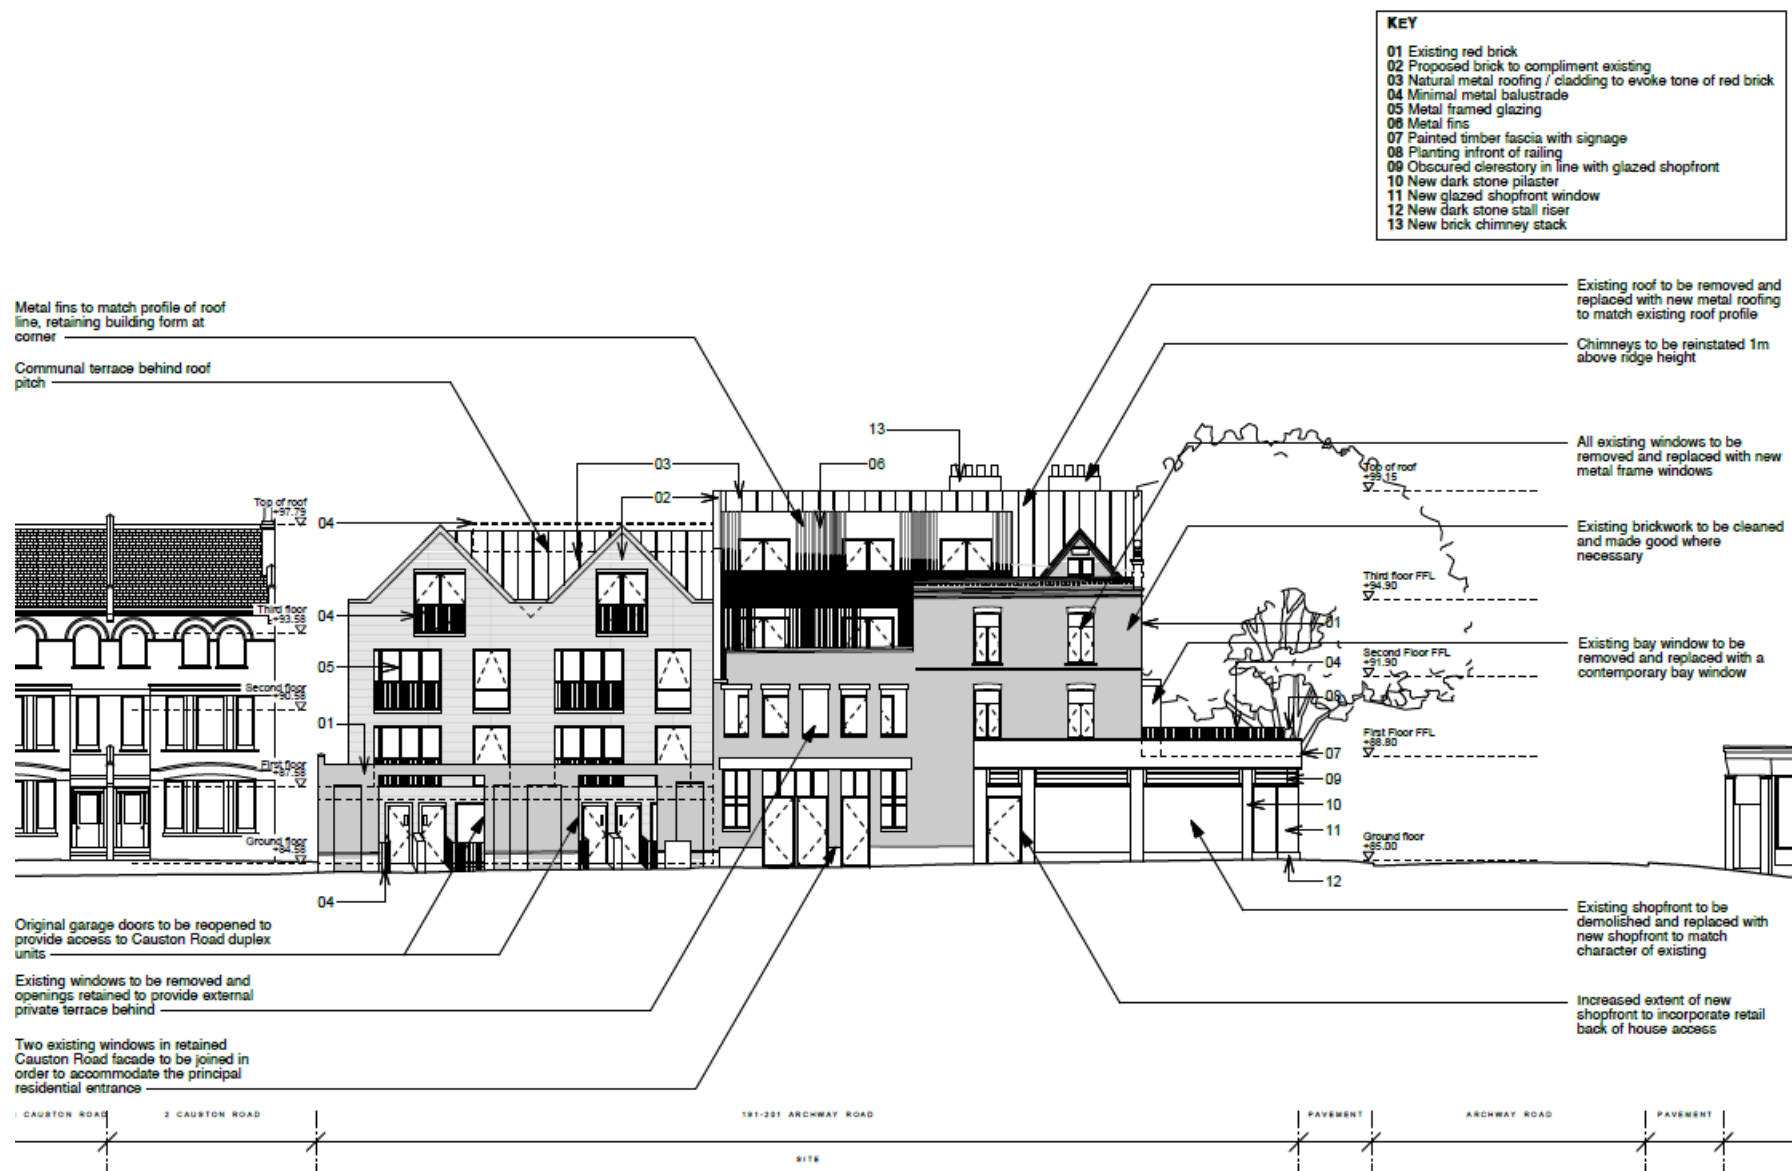 KEY
01 Existing red brick
02 Proposed brick to compliment existing
03 Natural metal roofing / cladding to evoke tone of red brick
04 Minimal metal balustrade
05 Metal framed glazing
06 Metal fins
07 Painted timber fascia with signage
08 Planting infront of railing
09 Obscured clerestory in line with glazed shopfront
10 New dark stone pilaster
11 New glazed shopfront window
12 New dark stone stall riser
13 New brick chimney stack
Metal fins to match profile of roof
line, retaining building form at
corner
Communal terrace behind roof
pitch
Existing roof to be removed and
replaced with new metal roofing
to match existing roof profile
Chimneys to be reinstated 1m
above ridge height
All existing windows to be
removed and replaced with new
metal frame windows
Existing brickwork to be cleaned
and made good where
necessary
Existing bay window to be
removed and replaced with a
contemporary bay window
13
03
06
02
04
Top of roof
+97.79
Top of roof
+99.15
04
Third floor
+93.58
Third floor FFL
+94.90
01
05
04
Second Floor FFL
+91.90
Second floor
+90.58
08
01
First Floor FFL
+88.80
07
First floor
+87.58
09
10
11
Ground floor
+84.58
Ground floor
+85.00
12
04
Original garage doors to be reopened to
provide access to Causton Road duplex
units
Existing windows to be removed and
openings retained to provide external
private terrace behind
Two existing windows in retained
Causton Road facade to be joined in
order to accommodate the principal
residential entrance
Existing shopfront to be
demolished and replaced with
new shopfront to match
character of existing
Increased extent of new
shopfront to incorporate retail
back of house access
CAUSTON ROAD
2 CAUSTON ROAD
191-201 ARCHWAY ROAD
PAVEMENT
ARCHWAY ROAD
PAVEMENT
SITE